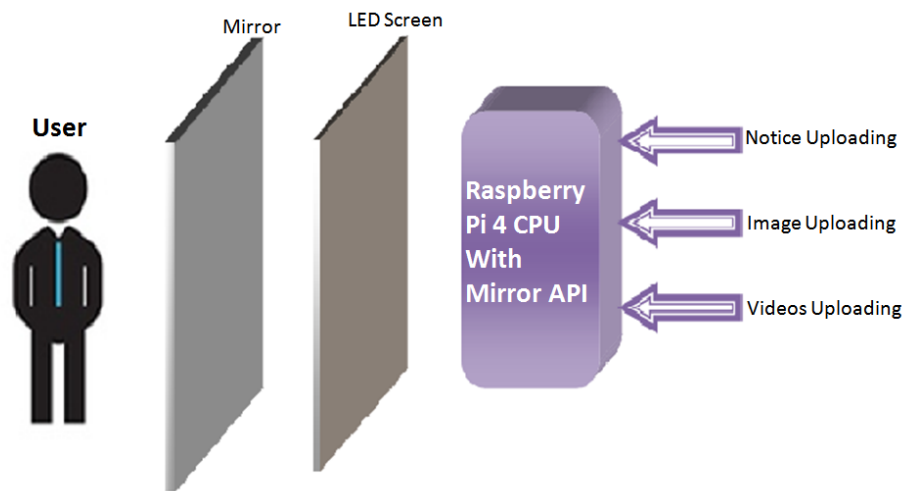 Mirror
LED Screen
User
Raspberry
Pi 4 CPU
With
Mirror API
Notice Uploading
Image Uploading
Videos Uploading